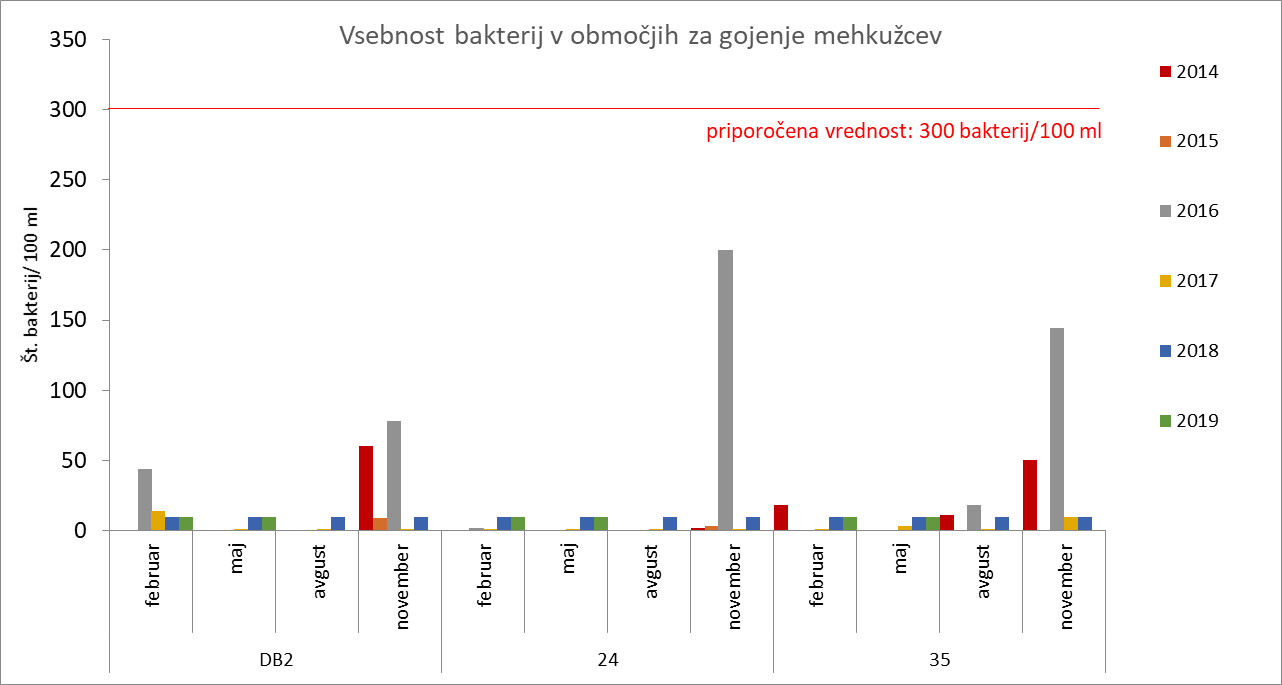 Vsebnost bakterij v območjih za gojenje mehkužcev
350
300
250
200
150
100
50
0
Št. bakterij/ 100 ml
priporočena vrednost: 300 bakterij/100 ml
2014
2015
2016
2017
2018
2019
februar
maj
avgust
november
februar
maj
avgust
november
februar
maj
avgust
november
DB2
24
35